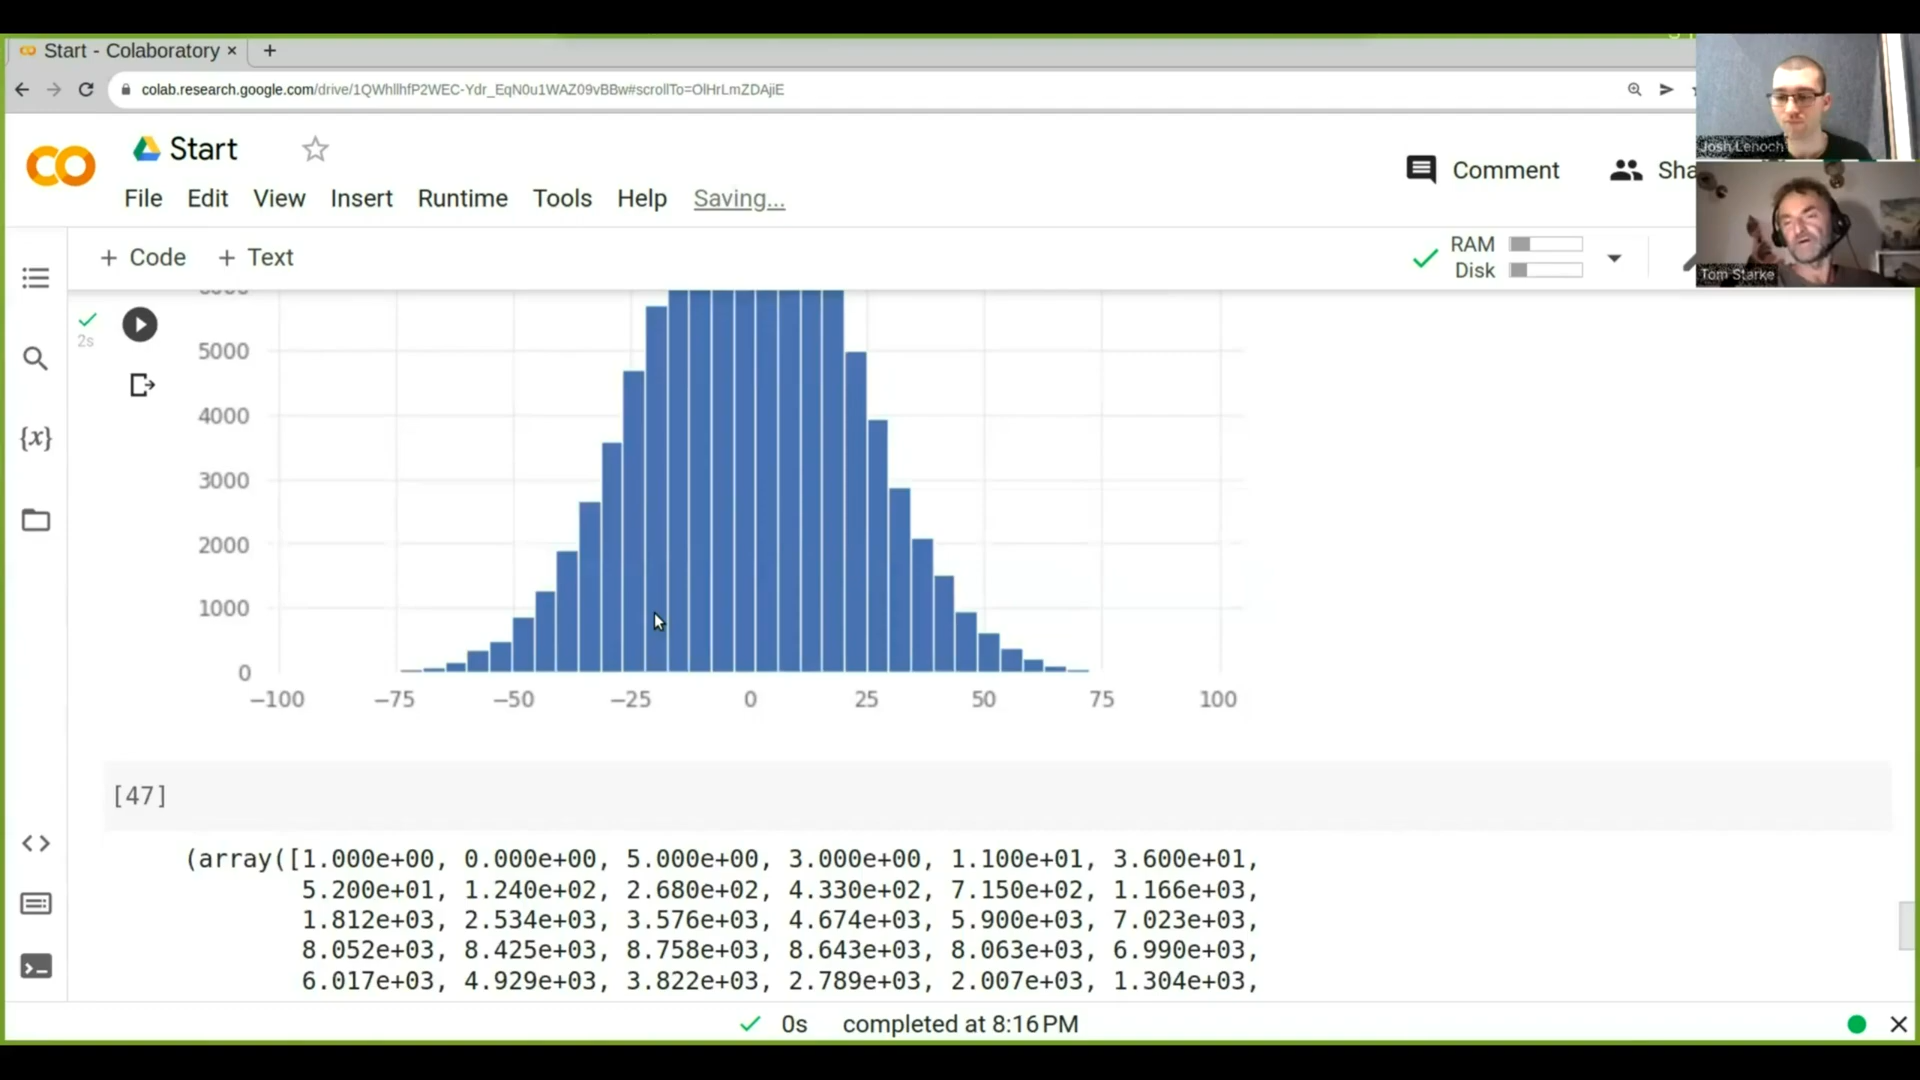 Start - Colaboratory
colab.research.google.com/drive/1QWhllhfP2WEC-Ydr_EqN0u1WAZ09vBBw#scrollTo=OlHrLmZDAjiE
Josh Lenoch
Start
Comment
Sha
File Edit View Insert Runtime Tools Help Saving...
+ Code + Text
RAM
Disk
Tom Starke
2s
5000
4000
{x}
3000
2000
1000
0
−100 −75 −50 −25 0 25 50 75 100
[47]
(array([1.000e+00, 0.000e+00, 5.000e+00, 3.000e+00, 1.100e+01, 3.600e+01,
5.200e+01, 1.240e+02, 2.680e+02, 4.330e+02, 7.150e+02, 1.166e+03,
1.812e+03, 2.534e+03, 3.576e+03, 4.674e+03, 5.900e+03, 7.023e+03,
8.052e+03, 8.425e+03, 8.758e+03, 8.643e+03, 8.063e+03, 6.990e+03,
6.017e+03, 4.929e+03, 3.822e+03, 2.789e+03, 2.007e+03, 1.304e+03,
0s completed at 8:16 PM